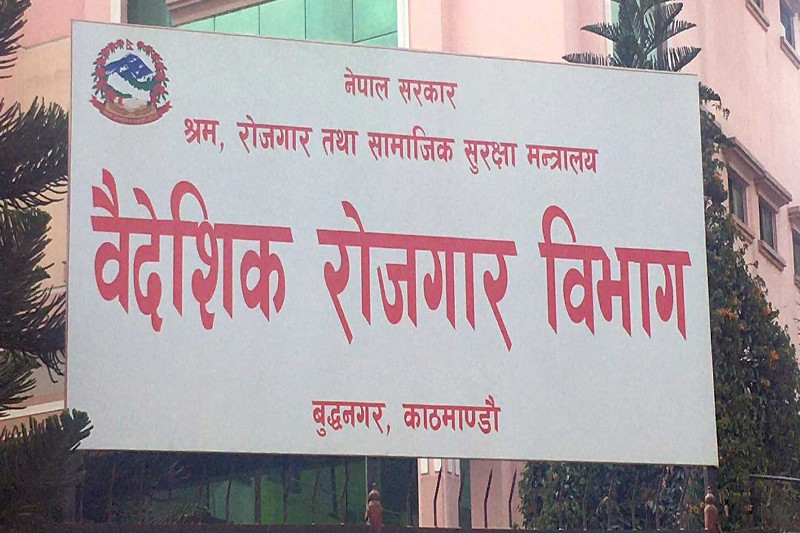 नेपाल सरकार
श्रम, रोजगार तथा सामाजिक सुरक्षा मन्त्रालय
वैदेशिक रोजगार विभाग
बुद्धनगर, काठमाण्डौ